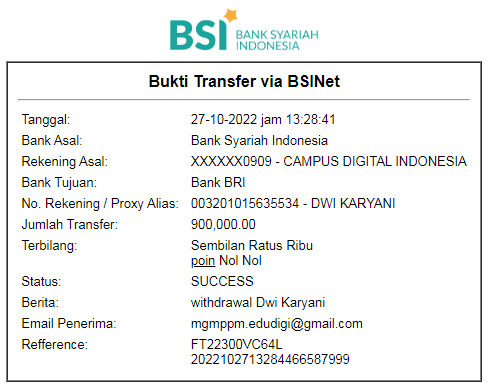 BSI BANK SYARIAH
INDONESIA
Bukti Transfer via BSINet
Tanggal: 27-10-2022 jam 13:28:41
Bank Asal: Bank Syariah Indonesia
Rekening Asal: XXXXXX0909 - CAMPUS DIGITAL INDONESIA
Bank Tujuan: Bank BRI
No. Rekening / Proxy Alias: 003201015635534 - DWI KARYANI
Jumlah Transfer: 900,000.00
Terbilang: Sembilan Ratus Ribu
poin Nol Nol
Status: SUCCESS
Berita: withdrawal Dwi Karyani
Email Penerima: mgmppm.edudigi@gmail.com
Refference: FT22300VC64L
2022102713284466587999